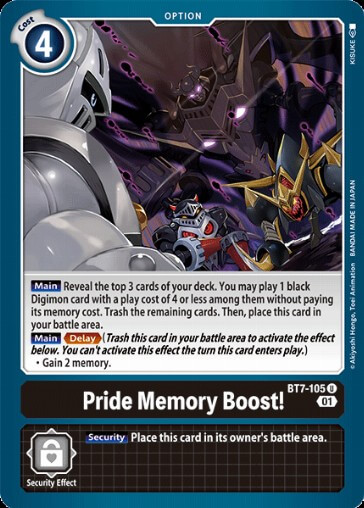 OPTION
Cost
4
KISUKE
©Akiyoshi Hongo, Toei Animation BANDAI MADE IN JAPAN
Main Reveal the top 3 cards of your deck. You may play 1 black
Digimon card with a play cost of 4 or less among them without paying
its memory cost. Trash the remaining cards. Then, place this card in
your battle area.
Main Delay (Trash this card in your battle area to activate the effect
below. You can't activate this effect the turn this card enters play.)
• Gain 2 memory.
BT7-105 U
Pride Memory Boost!
01
Security Place this card in its owner's battle area.
Security Effect